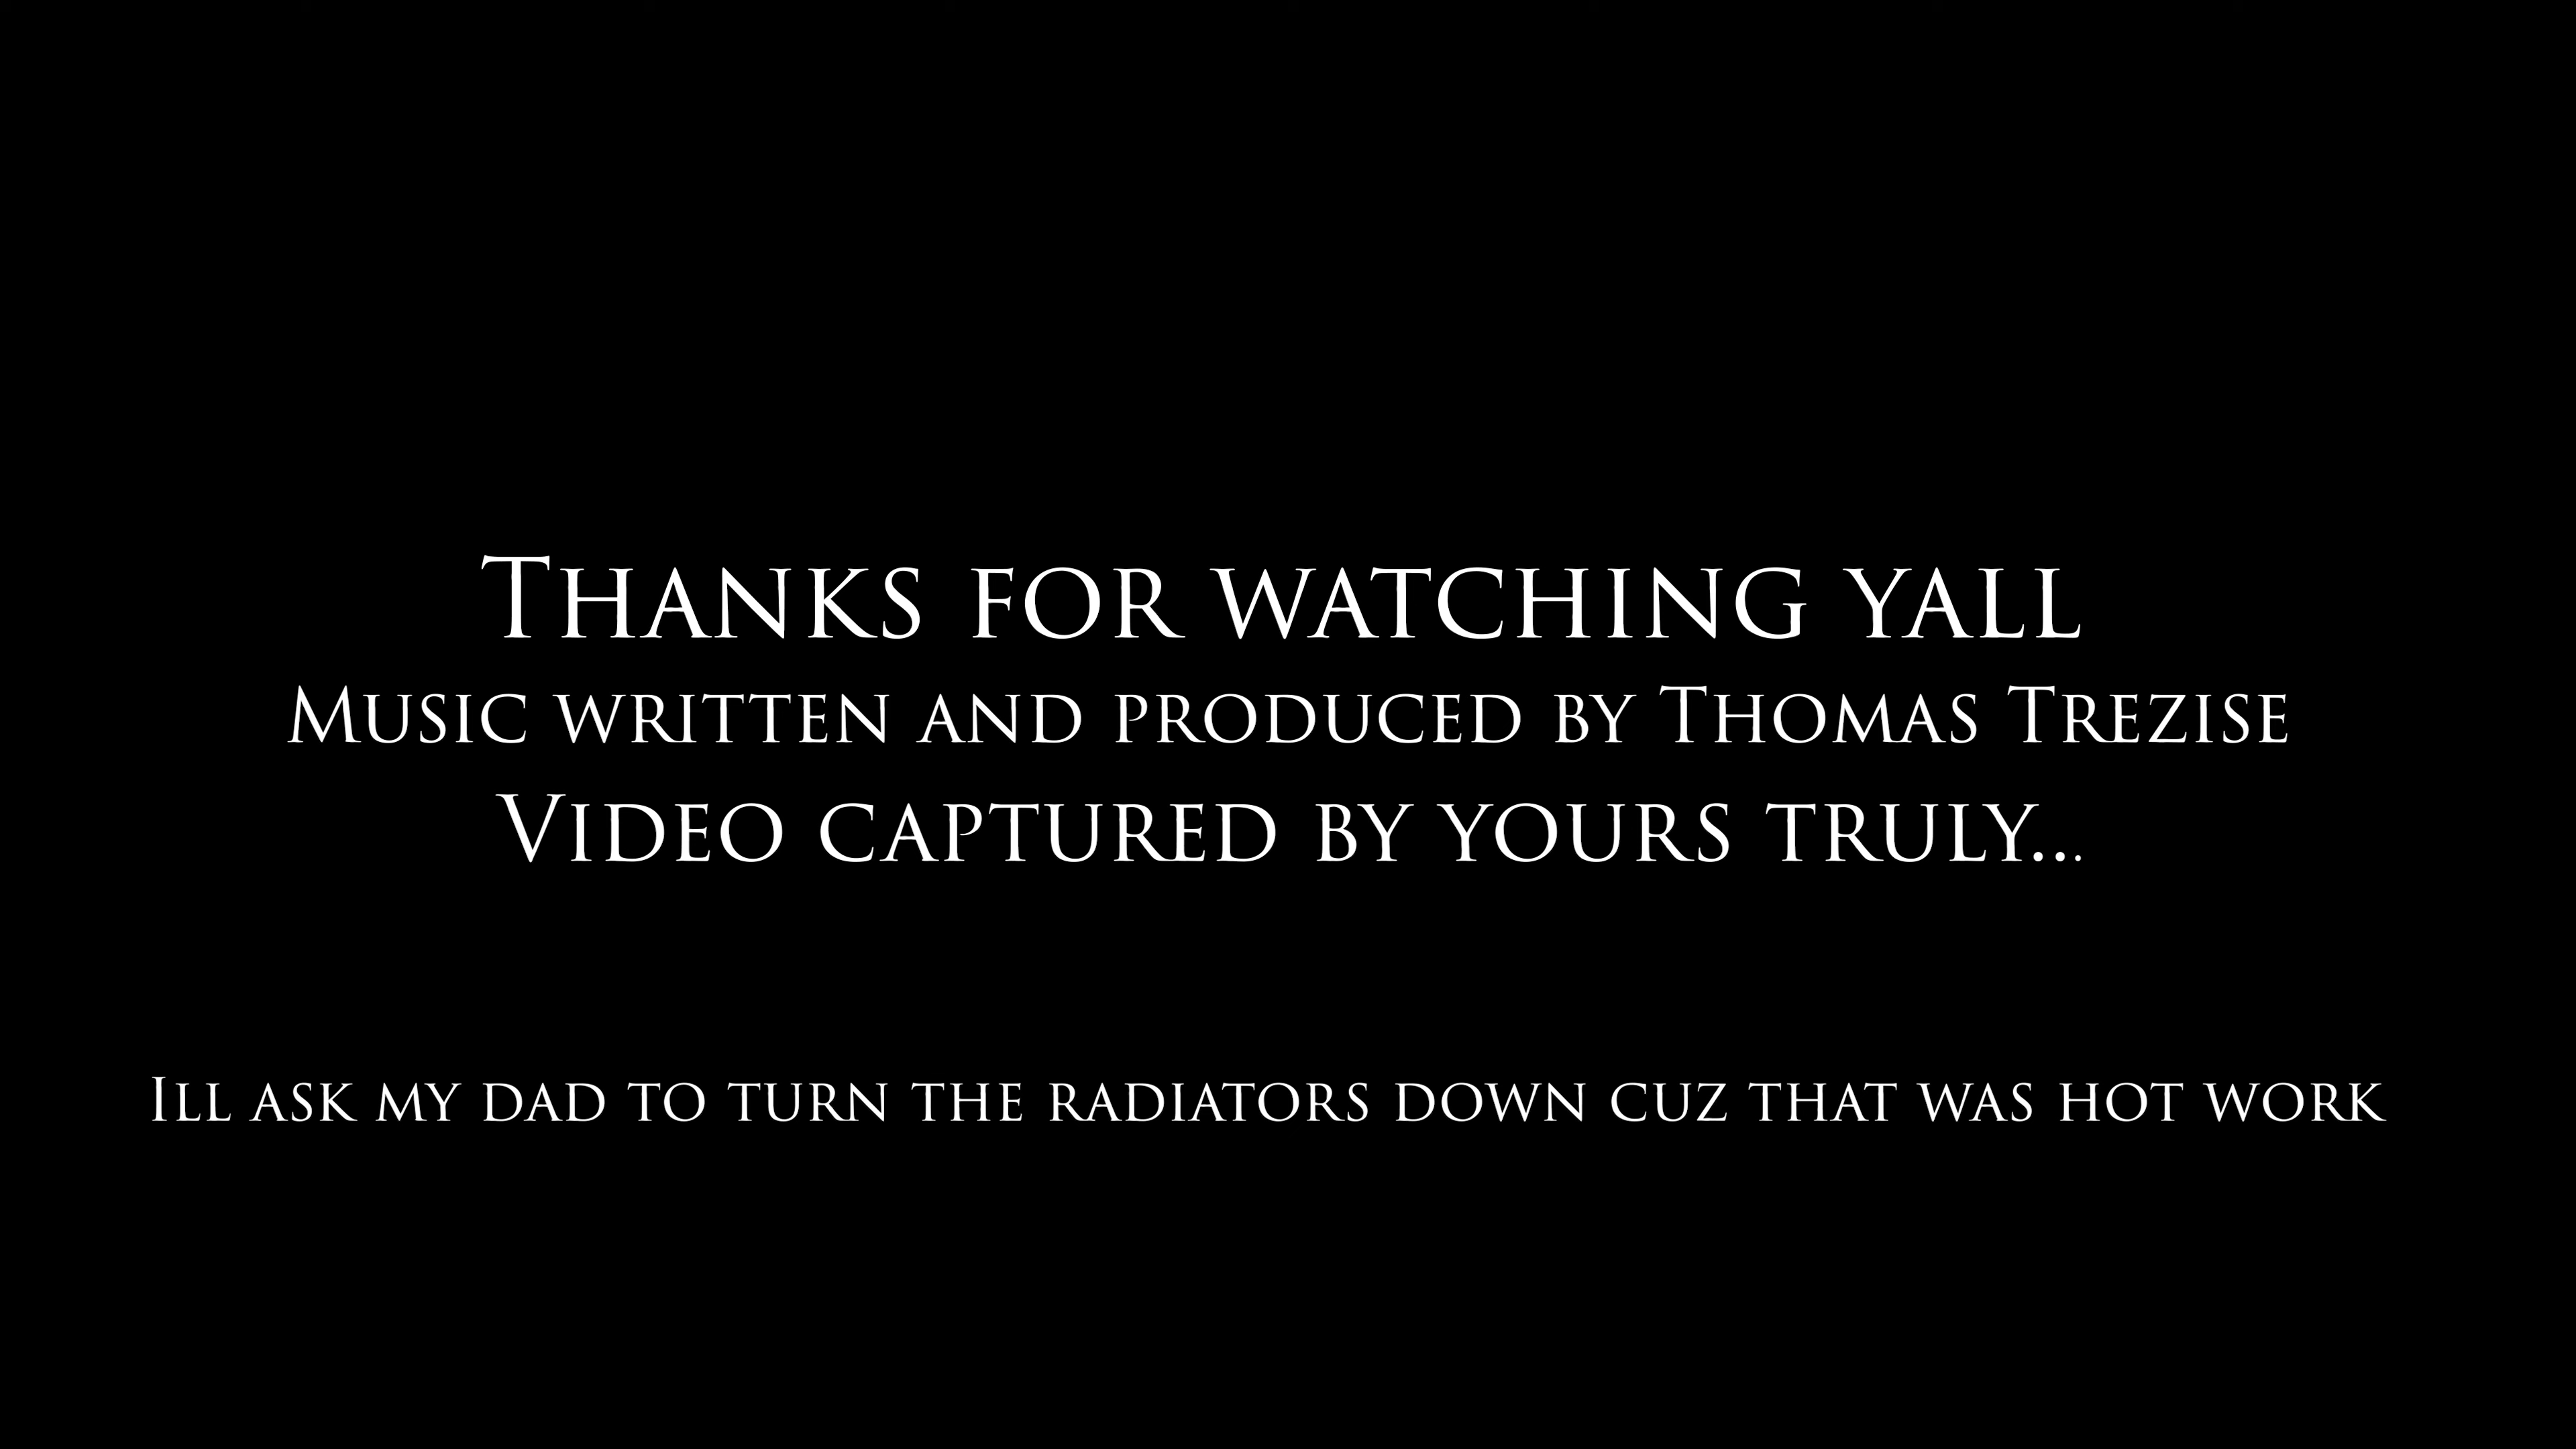 Thanks for watching yall
Music written and produced by Thomas Trezise
Video captured by yours truly...
Ill ask my dad to turn the radiators down cuz that was hot work